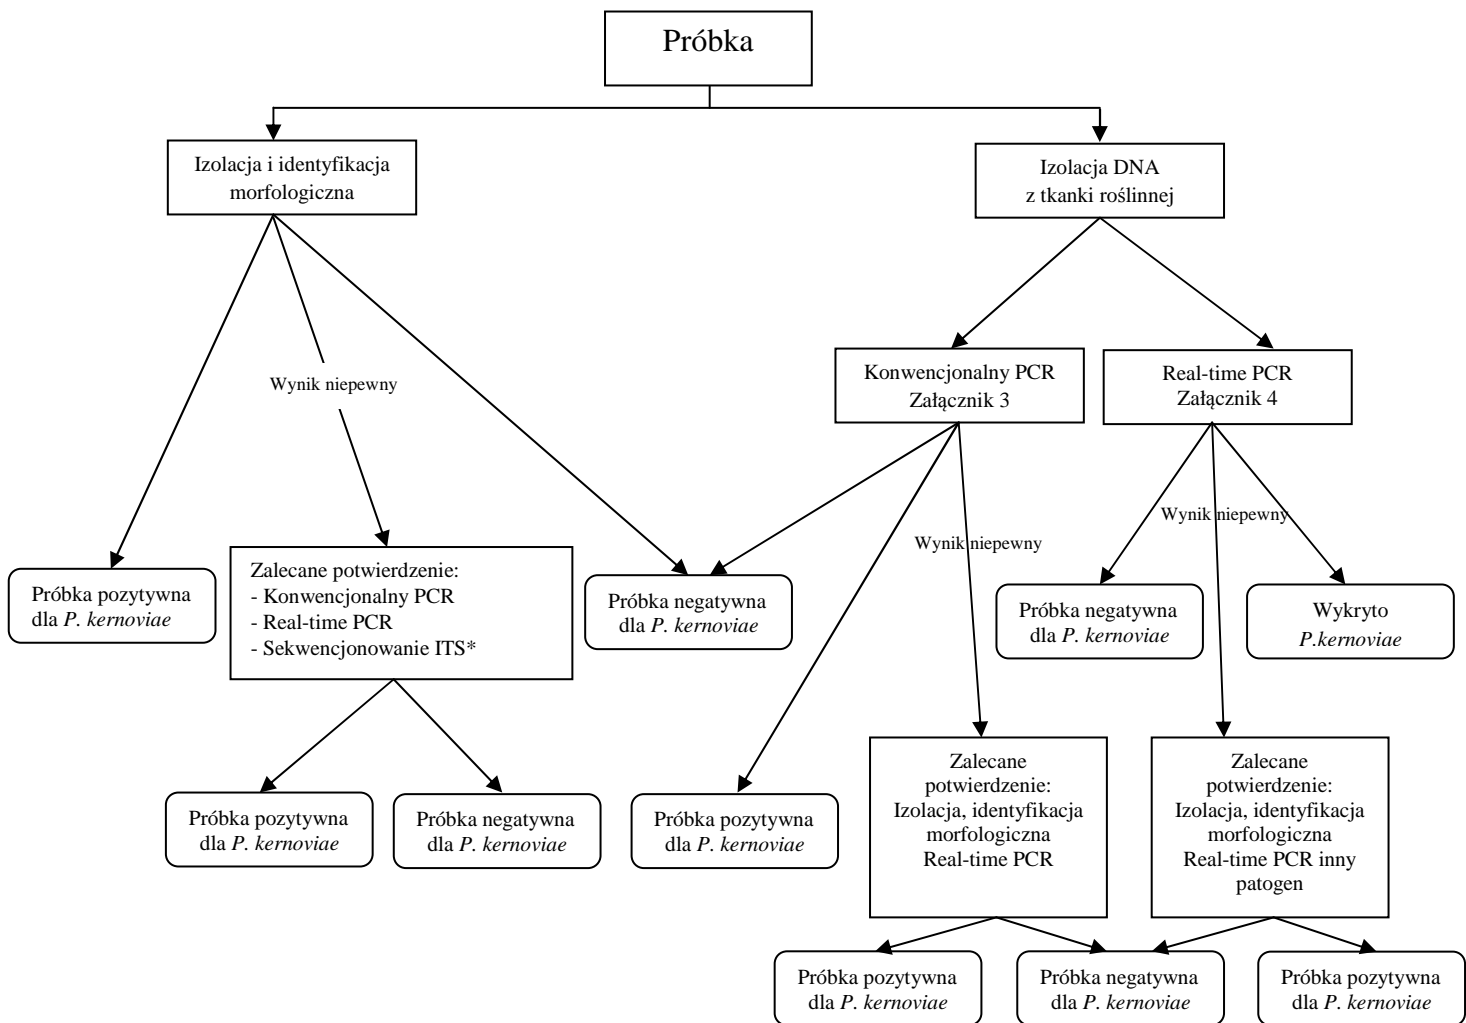 Próbka
Izolacja i identyfikacja
morfologiczna
Izolacja DNA
z tkanki roślinnej
Wynik niepewny
Konwencjonalny PCR
Załącznik 3
Real-time PCR
Załącznik 4
Wynik niepewny
Wynik niepewny
Próbka pozytywna
dla P. kernoviae
Zalecane potwierdzenie:
- Konwencjonalny PCR
- Real-time PCR
- Sekwencjonowanie ITS*
Próbka negatywna
dla P. kernoviae
Próbka negatywna
dla P. kernoviae
Wykryto
P.kernoviae
Próbka pozytywna
dla P. kernoviae
Próbka negatywna
dla P. kernoviae
Próbka pozytywna
dla P. kernoviae
Zalecane
potwierdzenie:
Izolacja, identyfikacja
morfologiczna
Real-time PCR
Zalecane
potwierdzenie:
Izolacja, identyfikacja
morfologiczna
Real-time PCR inny
patogen
Próbka pozytywna
dla P. kernoviae
Próbka negatywna
dla P. kernoviae
Próbka pozytywna
dla P. kernoviae